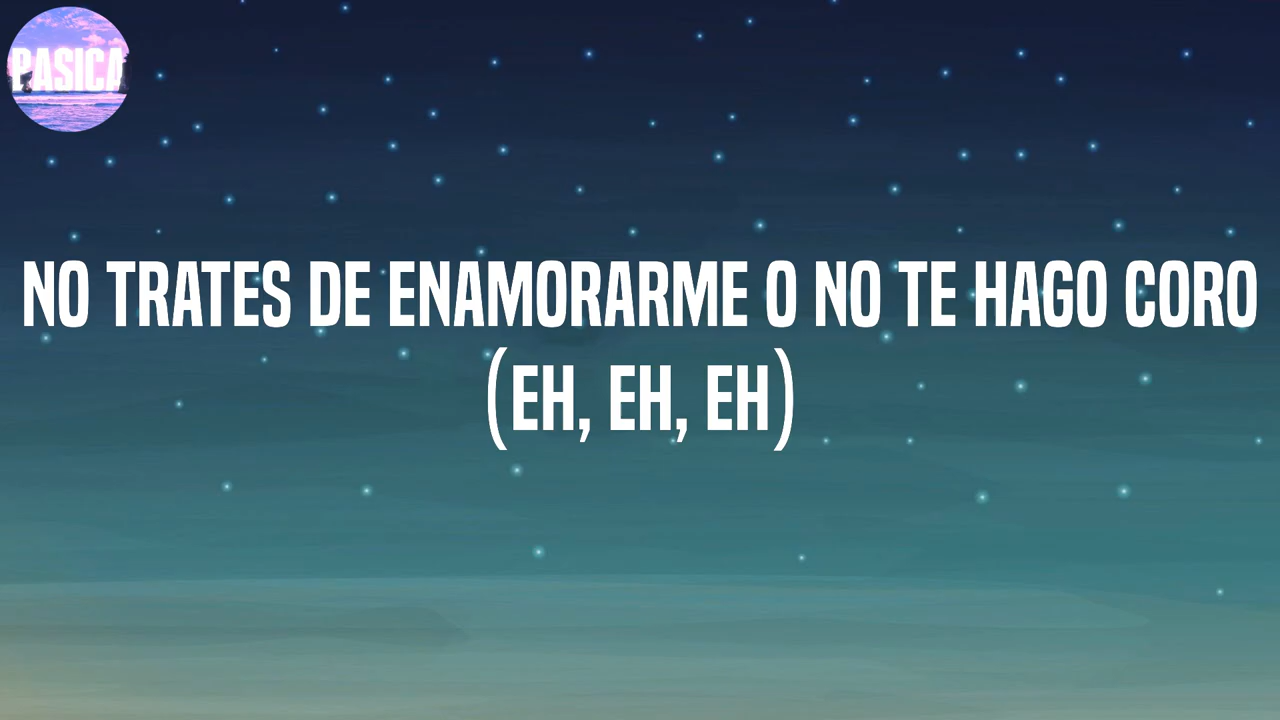 PASICA
NO TRATES DE ENAMORARME O NO TE HAGO CORO
(EH, EH, EH)